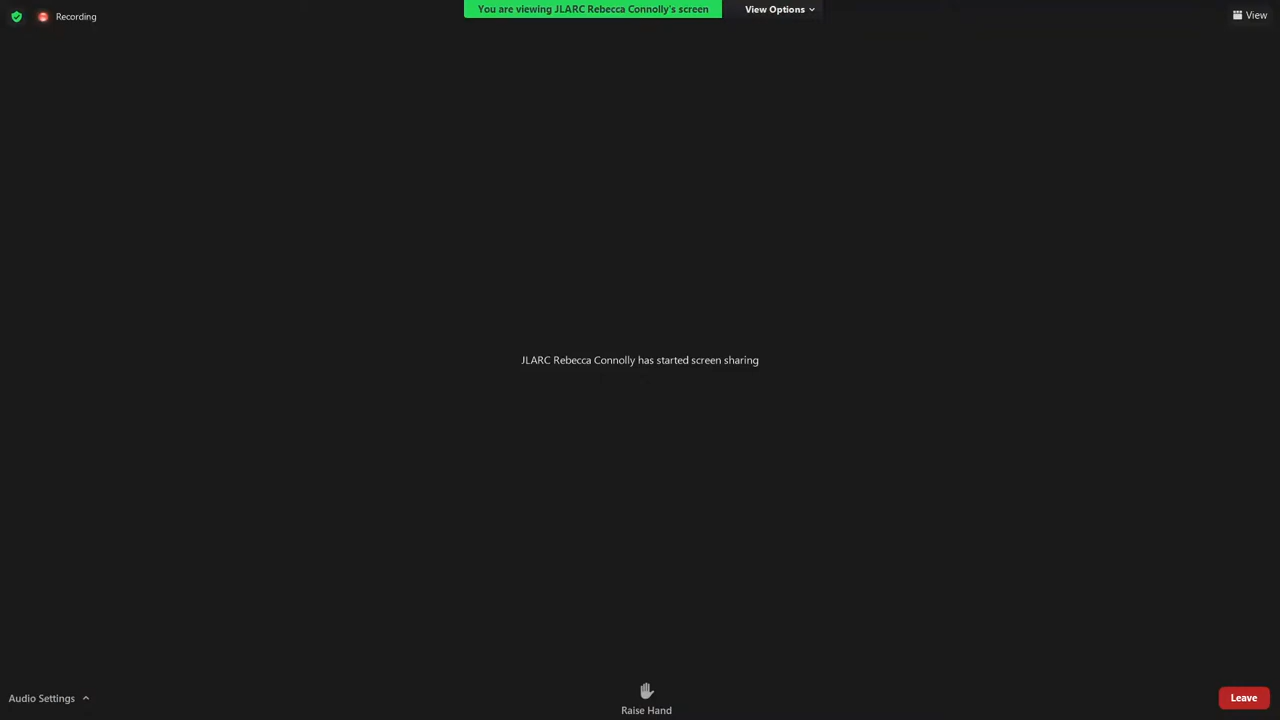 Recording
You are viewing JLARC Rebecca Connolly's screen
View Options
View
JLARC Rebecca Connolly has started screen sharing
Audio Settings
Raise Hand
Leave